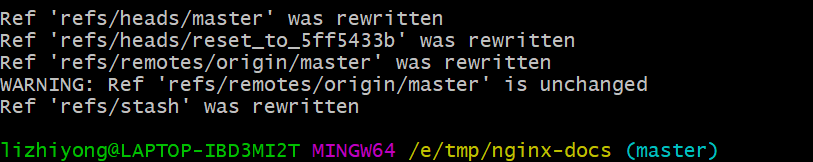 Ref 'refs/heads/master' was rewritten
Ref 'refs/heads/reset_to_5ff5433b' was rewritten
Ref 'refs/remotes/origin/master' was rewritten
WARNING: Ref 'refs/remotes/origin/master' is unchanged
Ref 'refs/stash' was rewritten
lizhiyong@LAPTOP-IBD3MI2T MINGW64 /e/tmp/nginx-docs (master)